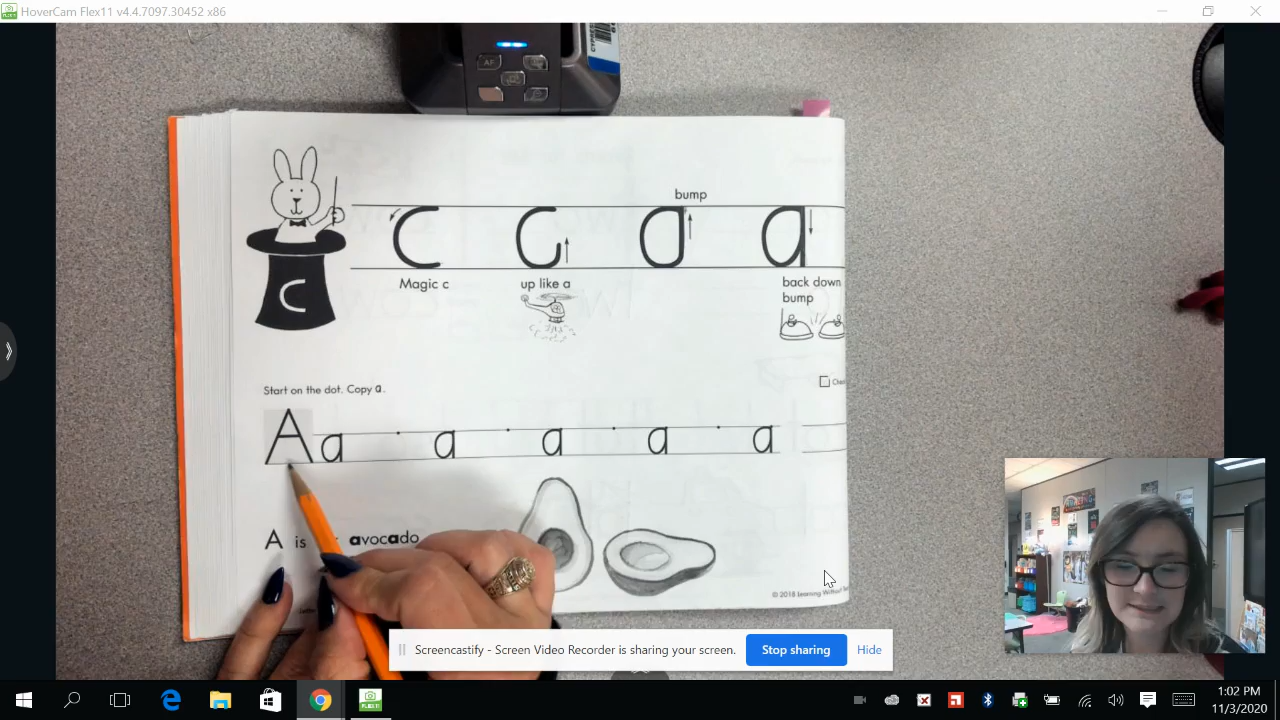 HoverCam Flex11 v4.4.7097.30452 x86
AF
bump
c c a a
Magic c
up like a
back down
bump
C
Start on the dot. Copy a.
A a a a a a
A is avocado
© 2018 Learning Without
Screencastify - Screen Video Recorder is sharing your screen.
Stop sharing
Hide
FLEX11
1:02 PM
11/3/2020